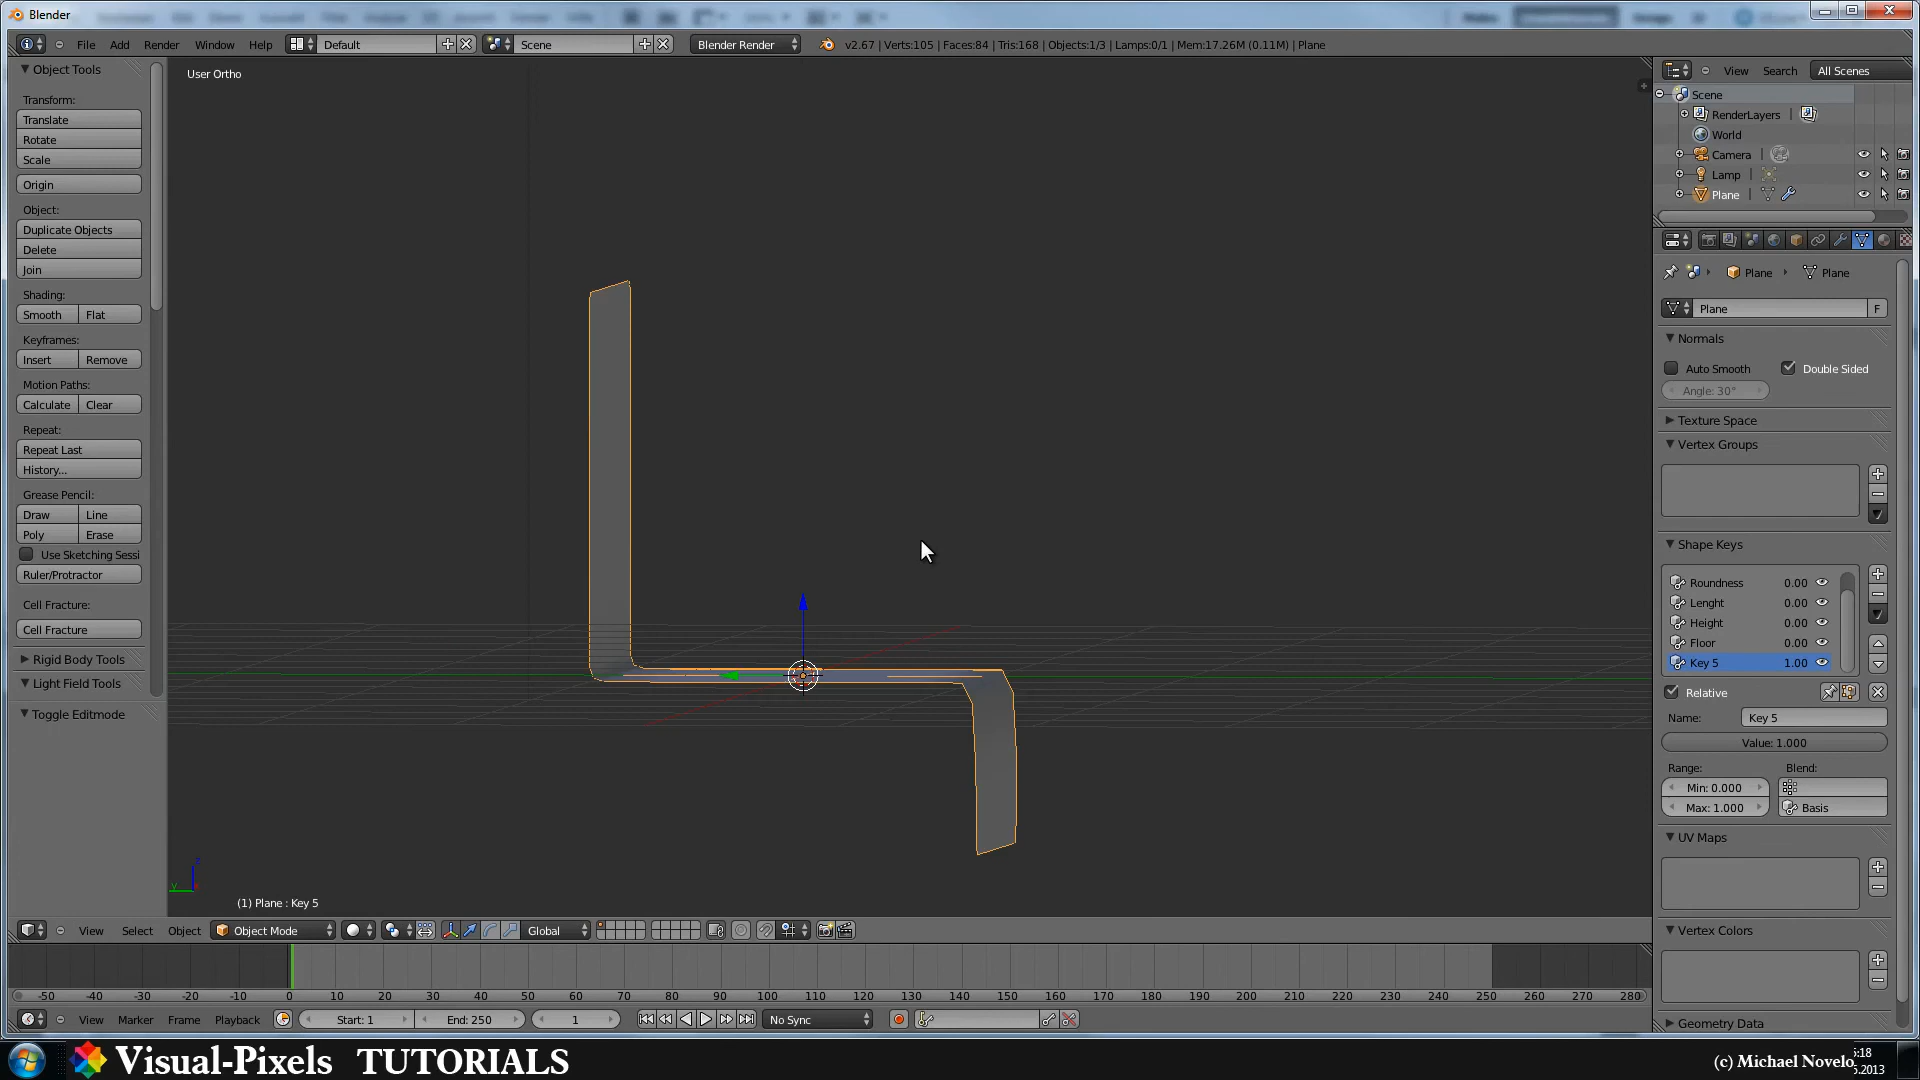 Blender
File Add Render Window Help Default Scene Blender Render v2.67 | Verts:105 | Faces:84 | Tris:168 | Objects:1/3 | Lamps:0/1 | Mem:17.26M (0.11M) | Plane
Object Tools
Transform:
Translate
Rotate
Scale
Origin
Object:
Duplicate Objects
Delete
Join
Shading:
Smooth Flat
Keyframes:
Insert Remove
Motion Paths:
Calculate Clear
Repeat:
Repeat Last
History...
Grease Pencil:
Draw Line
Poly Erase
Use Sketching Sessi
Ruler/Protractor
Cell Fracture:
Cell Fracture
Rigid Body Tools
Light Field Tools
Toggle Editmode
User Ortho
z
y
(1) Plane : Key 5
View Search All Scenes
Scene
RenderLayers |
World
Camera |
Lamp |
Plane |
Plane Plane
Plane F
Normals
Auto Smooth Double Sided
Angle: 30°
Texture Space
Vertex Groups
Shape Keys
Roundness 0.00
Lenght 0.00
Height 0.00
Floor 0.00
Key 5 1.00
Relative
Name: Key 5
Value: 1.000
Range: Blend:
Min: 0.000
Max: 1.000 Basis
UV Maps
Vertex Colors
Geometry Data
View Select Object Object Mode Global
-50 -40 -30 -20 -10 0 10 20 30 40 50 60 70 80 90 100 110 120 130 140 150 160 170 180 190 200 210 220 230 240 250 260 270 280
View Marker Frame Playback Start: 1 End: 250 1 No Sync
Visual-Pixels TUTORIALS
(c) Michael Novelo
:18
.2013